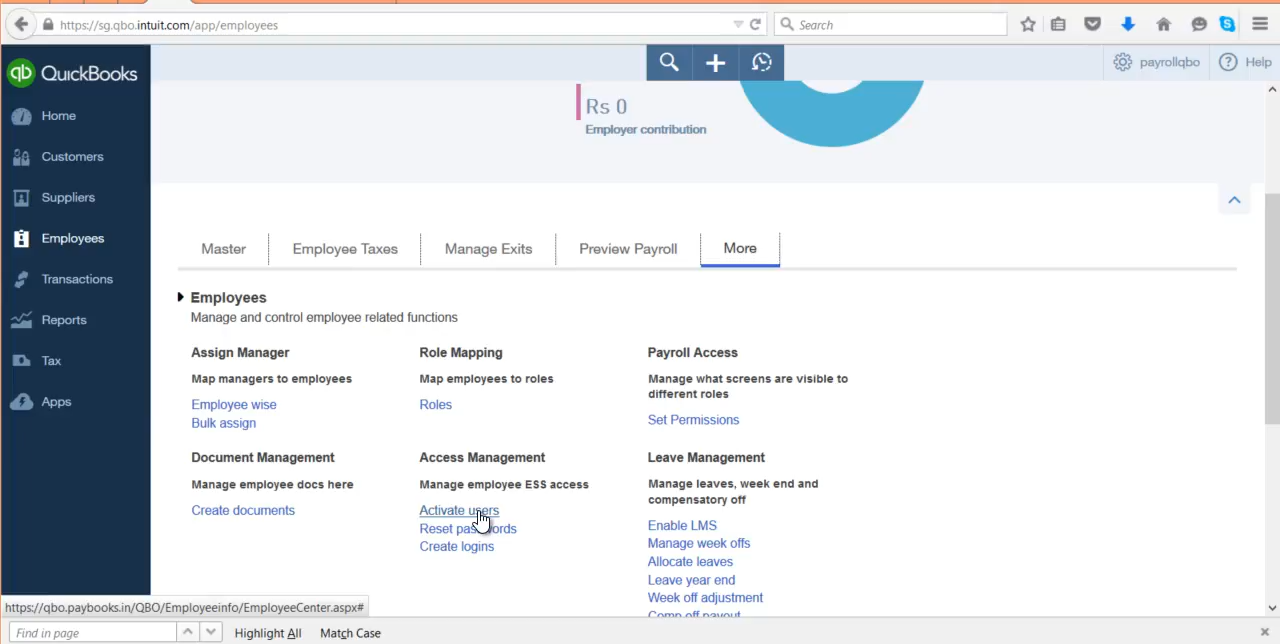 https://sg.qbo.intuit.com/app/employees
Search
qb QuickBooks
payrollqbo
Help
Home
Customers
Suppliers
Employees
Transactions
Reports
Tax
Apps
Rs 0
Employer contribution
Master
Employee Taxes
Manage Exits
Preview Payroll
More
Employees
Manage and control employee related functions
Assign Manager
Map managers to employees
Employee wise
Bulk assign
Role Mapping
Map employees to roles
Roles
Payroll Access
Manage what screens are visible to
different roles
Set Permissions
Document Management
Manage employee docs here
Create documents
Access Management
Manage employee ESS access
Activate users
Reset passwords
Create logins
Leave Management
Manage leaves, week end and
compensatory off
Enable LMS
Manage week offs
Allocate leaves
Leave year end
Week off adjustment
Comp off payout
https://qbo.paybooks.in/QBO/Employeeinfo/EmployeeCenter.aspx#
Find in page
Highlight All
Match Case